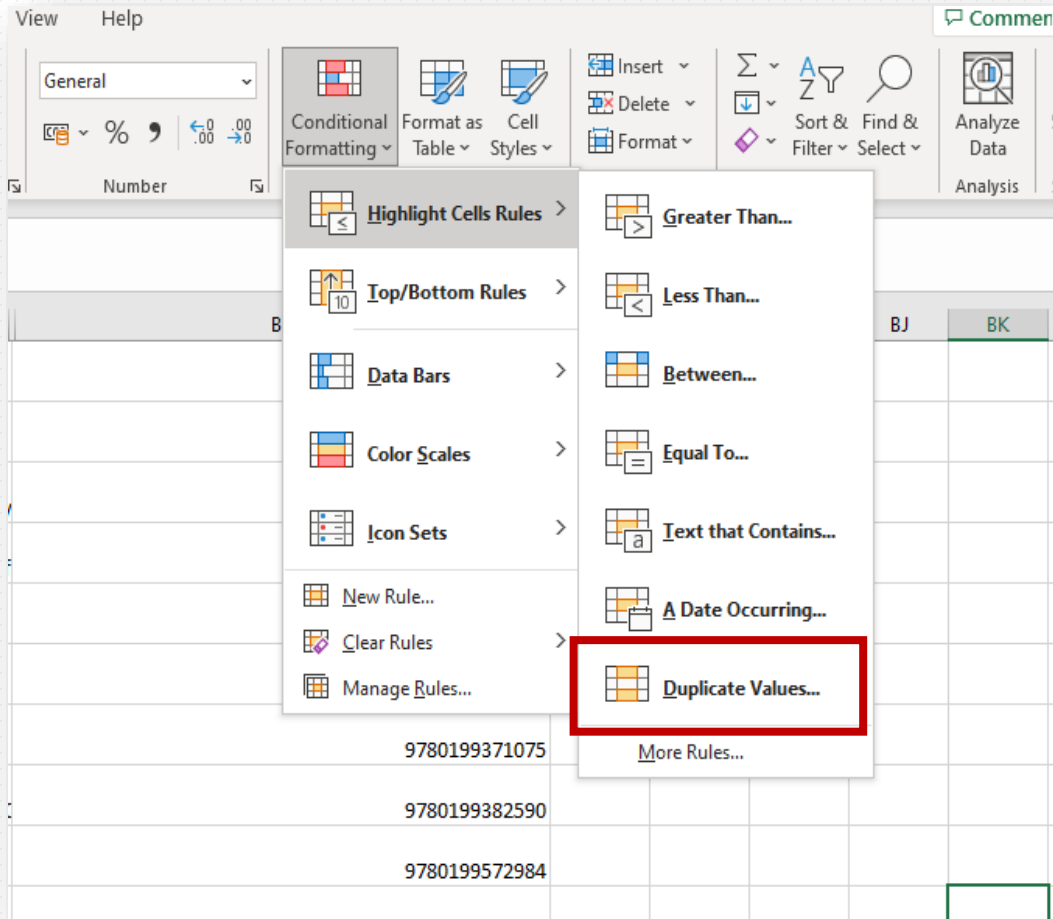 View Help
Commen
General
Conditional Formatting
Format as Table
Cell Styles
Insert
Delete
Format
Sort & Filter
Find & Select
Analyze Data
Number
Analysis
Highlight Cells Rules
Top/Bottom Rules
Data Bars
Color Scales
Icon Sets
New Rule...
Clear Rules
Manage Rules...
Greater Than...
Less Than...
Between...
Equal To...
Text that Contains...
A Date Occurring...
Duplicate Values...
More Rules...
B
BJ
BK
9780199371075
9780199382590
9780199572984